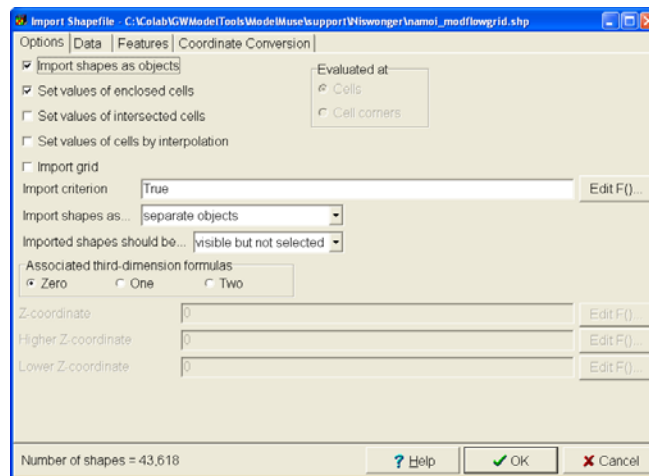 Import Shapefile - C:\Colab\GWModelTools\ModelMuse\support\Niswonger\namoi_modflowgrid.shp
Options Data Features Coordinate Conversion
Import shapes as objects
Evaluated at
Set values of enclosed cells
Cells
Set values of intersected cells
Cell corners
Set values of cells by interpolation
Import grid
Import criterion True Edit F()...
Import shapes as... separate objects
Imported shapes should be... visible but not selected
Associated third-dimension formulas
Zero One Two
Z-coordinate 0 Edit F()...
Higher Z-coordinate 0 Edit F()...
Lower Z-coordinate 0 Edit F()...
Number of shapes = 43,618 ? Help OK Cancel